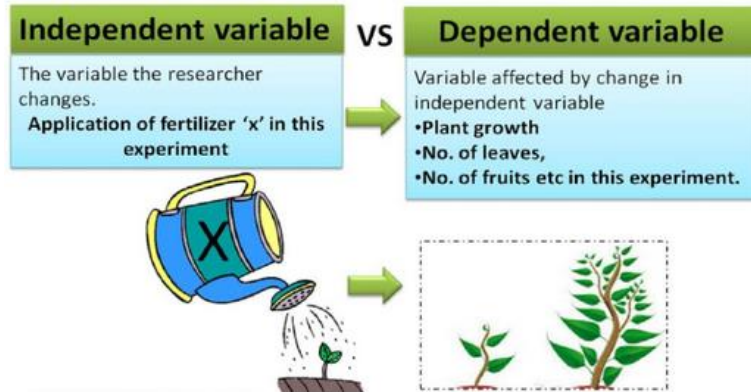 Independent variable
VS
Dependent variable
The variable the researcher
changes.
Application of fertilizer ‘x’ in this
experiment
Variable affected by change in
independent variable
•Plant growth
•No. of leaves,
•No. of fruits etc in this experiment.
X